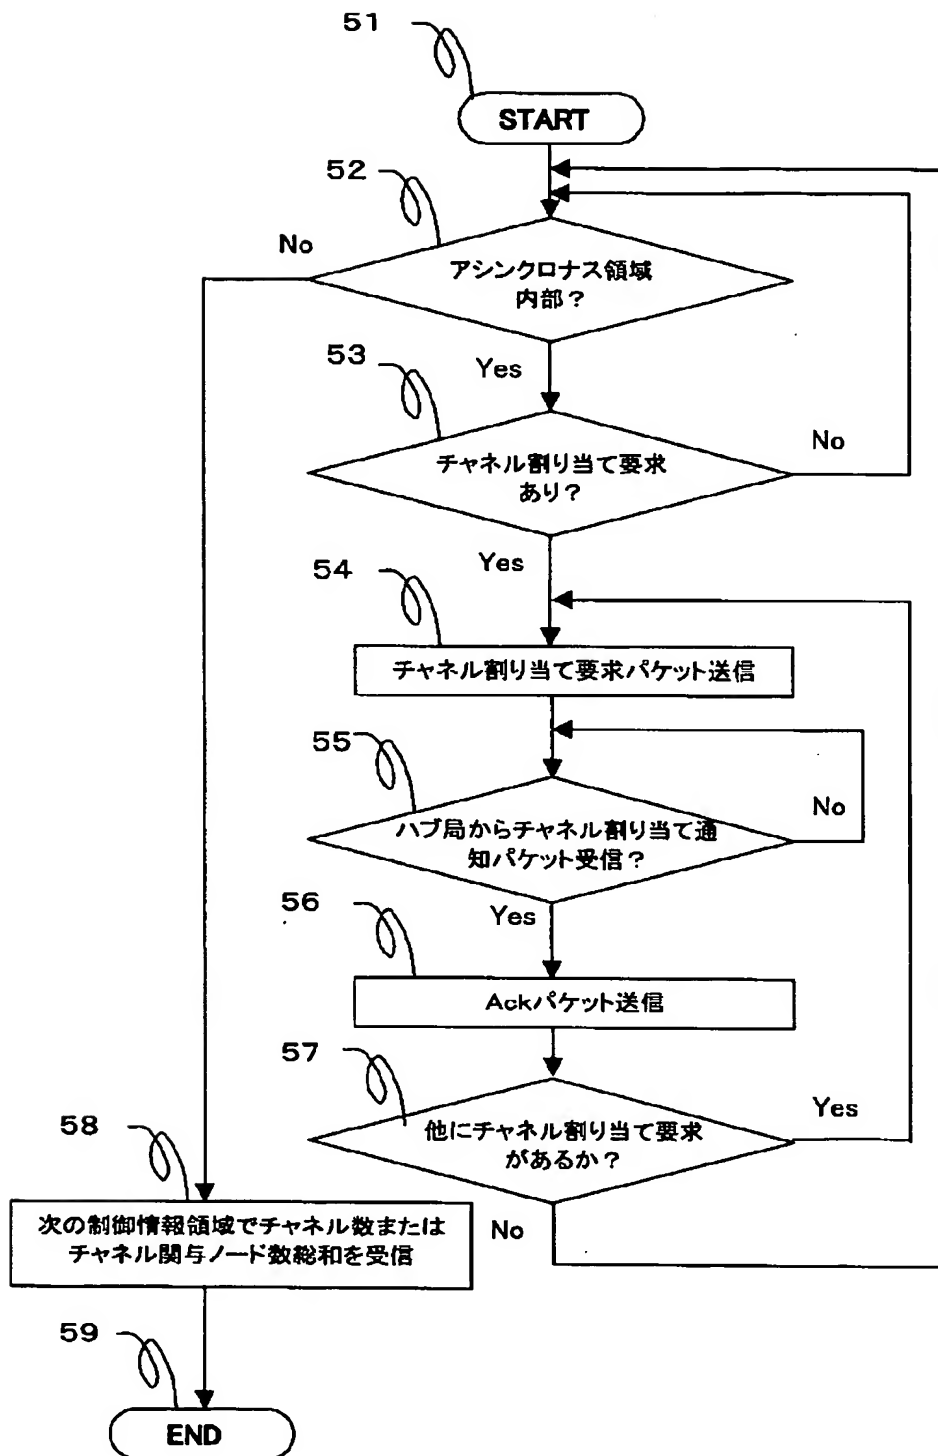 51
START
52
No
アシンクロナス領域
内部？
53
Yes
チャネル割り当て要求
あり？
No
Yes
54
チャネル割り当て要求パケット送信
55
No
ハブ局からチャネル割り当て通
知パケット受信？
56
Yes
Ackパケット送信
57
Yes
他にチャネル割り当て要求
があるか？
58
No
次の制御情報領域でチャネル数または
チャネル関与ノード数総和を受信
59
END